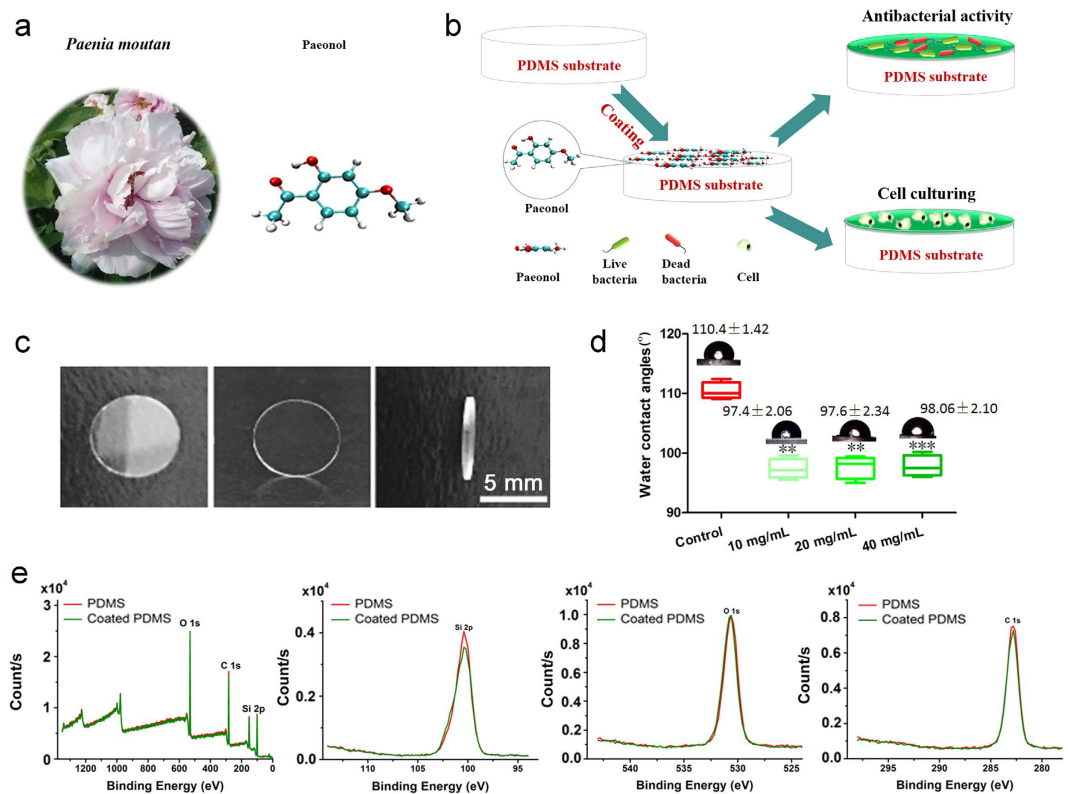 a
Paenia moutan
Paeonol
b
PDMS substrate
Coating
Paeonol
PDMS substrate
Antibacterial activity
PDMS substrate
Cell culturing
PDMS substrate
Paeonol
Live
bacteria
Dead
bacteria
Cell
c
5 mm
d
Water contact angles(°)
120
110
100
90
110.4±1.42
97.4±2.06
97.6±2.34
98.06±2.10
**
**
***
Control
10 mg/mL
20 mg/mL
40 mg/mL
e
x10⁴
PDMS
Coated PDMS
O 1s
C 1s
Si 2p
Count/s
3
2
1
0
1200 1000 800 600 400 200 0
Binding Energy (eV)
x10⁴
PDMS
Coated PDMS
Si 2p
Count/s
0.4
0.2
0.0
110 100 94
Binding Energy (eV)
x10⁴
PDMS
Coated PDMS
O 1s
Count/s
1.0
0.8
0.6
0.4
0.2
0.0
540 535 530 525
Binding Energy (eV)
x10⁴
PDMS
Coated PDMS
C 1s
Count/s
0.8
0.6
0.4
0.2
0.0
295 290 285 280
Binding Energy (eV)